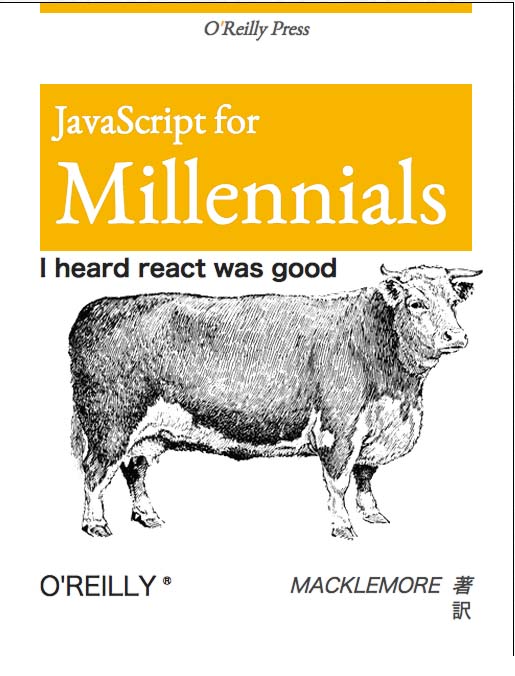 O'Reilly Press
JavaScript for
Millennials
I heard react was good
O'REILLY ®
MACKLEMORE 著
訳